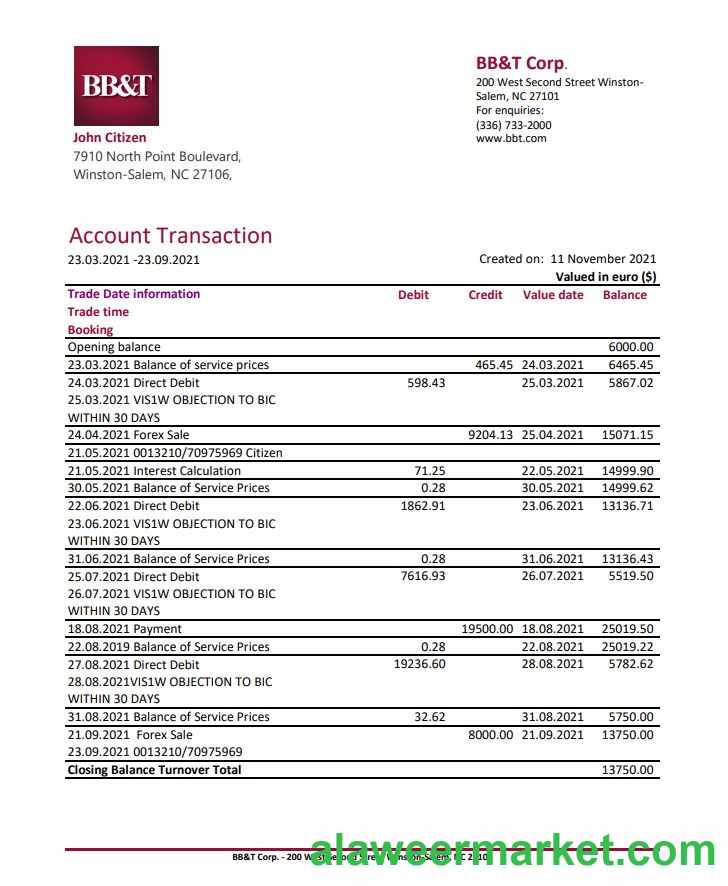 BB&T
BB&T Corp.
200 West Second Street Winston-
Salem, NC 27101
For enquiries:
(336) 733-2000
www.bbt.com
John Citizen
7910 North Point Boulevard,
Winston-Salem, NC 27106,
Account Transaction
23.03.2021 -23.09.2021 Created on: 11 November 2021
Valued in euro ($)
Trade Date information Debit Credit Value date Balance
Trade time
Booking
Opening balance 6000.00
23.03.2021 Balance of service prices 465.45 24.03.2021 6465.45
24.03.2021 Direct Debit 598.43 25.03.2021 5867.02
25.03.2021 VIS1W OBJECTION TO BIC
WITHIN 30 DAYS
24.04.2021 Forex Sale 9204.13 25.04.2021 15071.15
21.05.2021 0013210/70975969 Citizen
21.05.2021 Interest Calculation 71.25 22.05.2021 14999.90
30.05.2021 Balance of Service Prices 0.28 30.05.2021 14999.62
22.06.2021 Direct Debit 1862.91 23.06.2021 13136.71
23.06.2021 VIS1W OBJECTION TO BIC
WITHIN 30 DAYS
31.06.2021 Balance of Service Prices 0.28 31.06.2021 13136.43
25.07.2021 Direct Debit 7616.93 26.07.2021 5519.50
26.07.2021 VIS1W OBJECTION TO BIC
WITHIN 30 DAYS
18.08.2021 Payment 19500.00 18.08.2021 25019.50
22.08.2019 Balance of Service Prices 0.28 22.08.2021 25019.22
27.08.2021 Direct Debit 19236.60 28.08.2021 5782.62
28.08.2021VIS1W OBJECTION TO BIC
WITHIN 30 DAYS
31.08.2021 Balance of Service Prices 32.62 31.08.2021 5750.00
21.09.2021 Forex Sale 8000.00 21.09.2021 13750.00
23.09.2021 0013210/70975969
Closing Balance Turnover Total 13750.00
alaweermarket.com
BB&T Corp. - 200 West Second Street Winston-Salem, NC